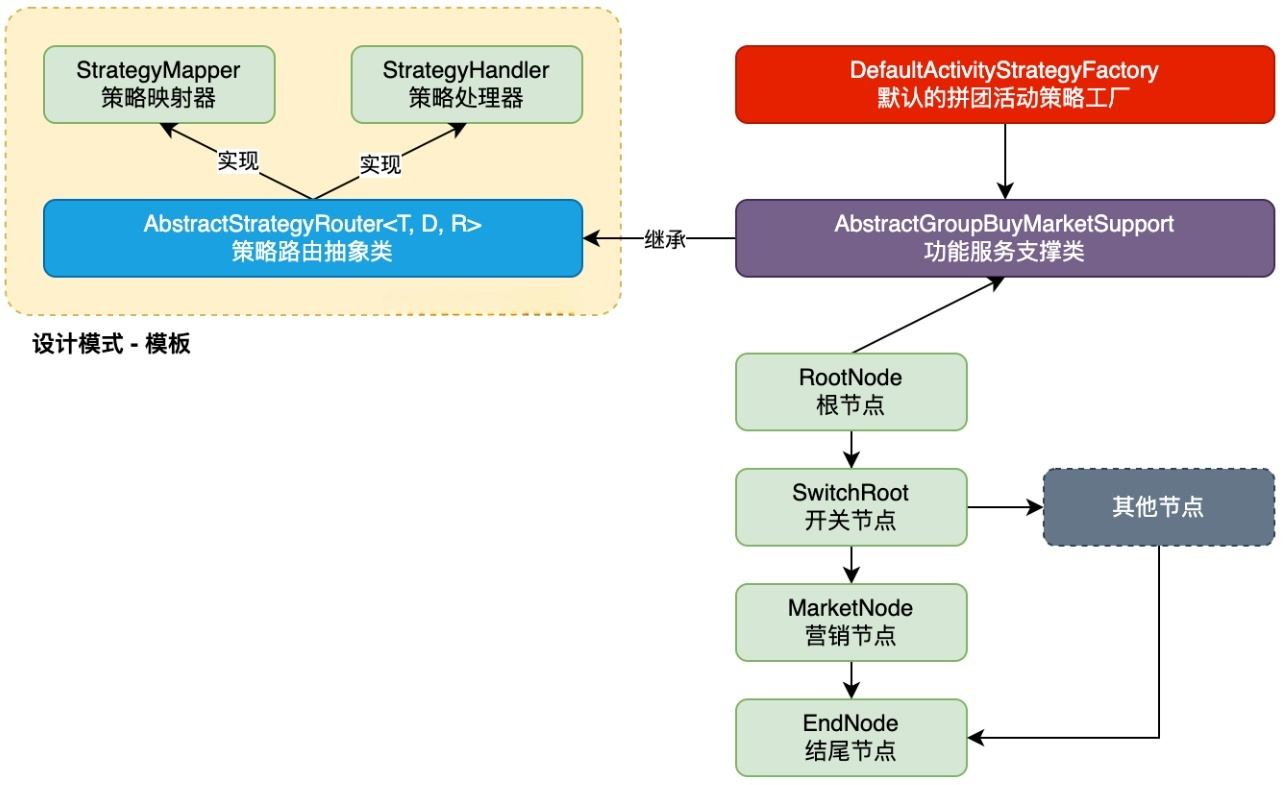 StrategyMapper
策略映射器
StrategyHandler
策略处理器
实现
实现
AbstractStrategyRouter<T, D, R>
策略路由抽象类
设计模式 - 模板
DefaultActivityStrategyFactory
默认的拼团活动策略工厂
继承
AbstractGroupBuyMarketSupport
功能服务支撑类
RootNode
根节点
SwitchRoot
开关节点
其他节点
MarketNode
营销节点
EndNode
结尾节点